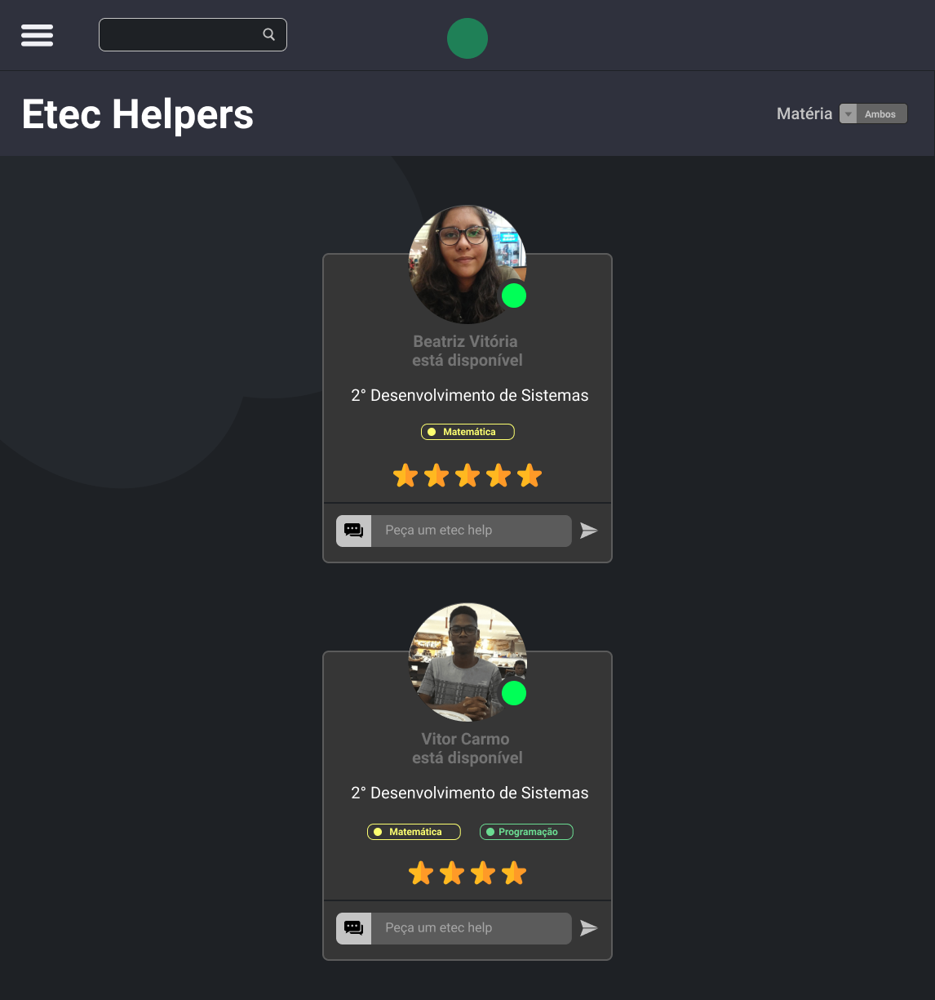 Etec Helpers
Matéria
Ambos
Beatriz Vitória
está disponível
2° Desenvolvimento de Sistemas
Matemática
Peça um etec help
Vitor Carmo
está disponível
2° Desenvolvimento de Sistemas
Matemática
Programação
Peça um etec help